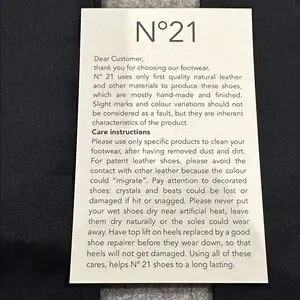 N°21
Dear Customer,
thank you for choosing our footwear.
N° 21 uses only first quality natural leather
and other materials to produce these shoes,
which are mostly hand-made and finished.
Slight marks and colour variations should not
be considered as a fault, but they are inherent
characteristics of the product.
Care instructions
Please use only specific products to clean your
footwear, after having removed dust and dirt.
For patent leather shoes, please avoid the
contact with other leather because the colour
could "migrate". Pay attention to decorated
shoes: crystals and beats could be lost or
damaged if hit or snagged. Please never put
your wet shoes dry near artificial heat, leave
them dry naturally or the soles could wear
away. Have top lift on heels replaced by a good
shoe repairer before they wear down, so that
heels will not get damaged. Using all of these
cares, helps N° 21 shoes to a long lasting.